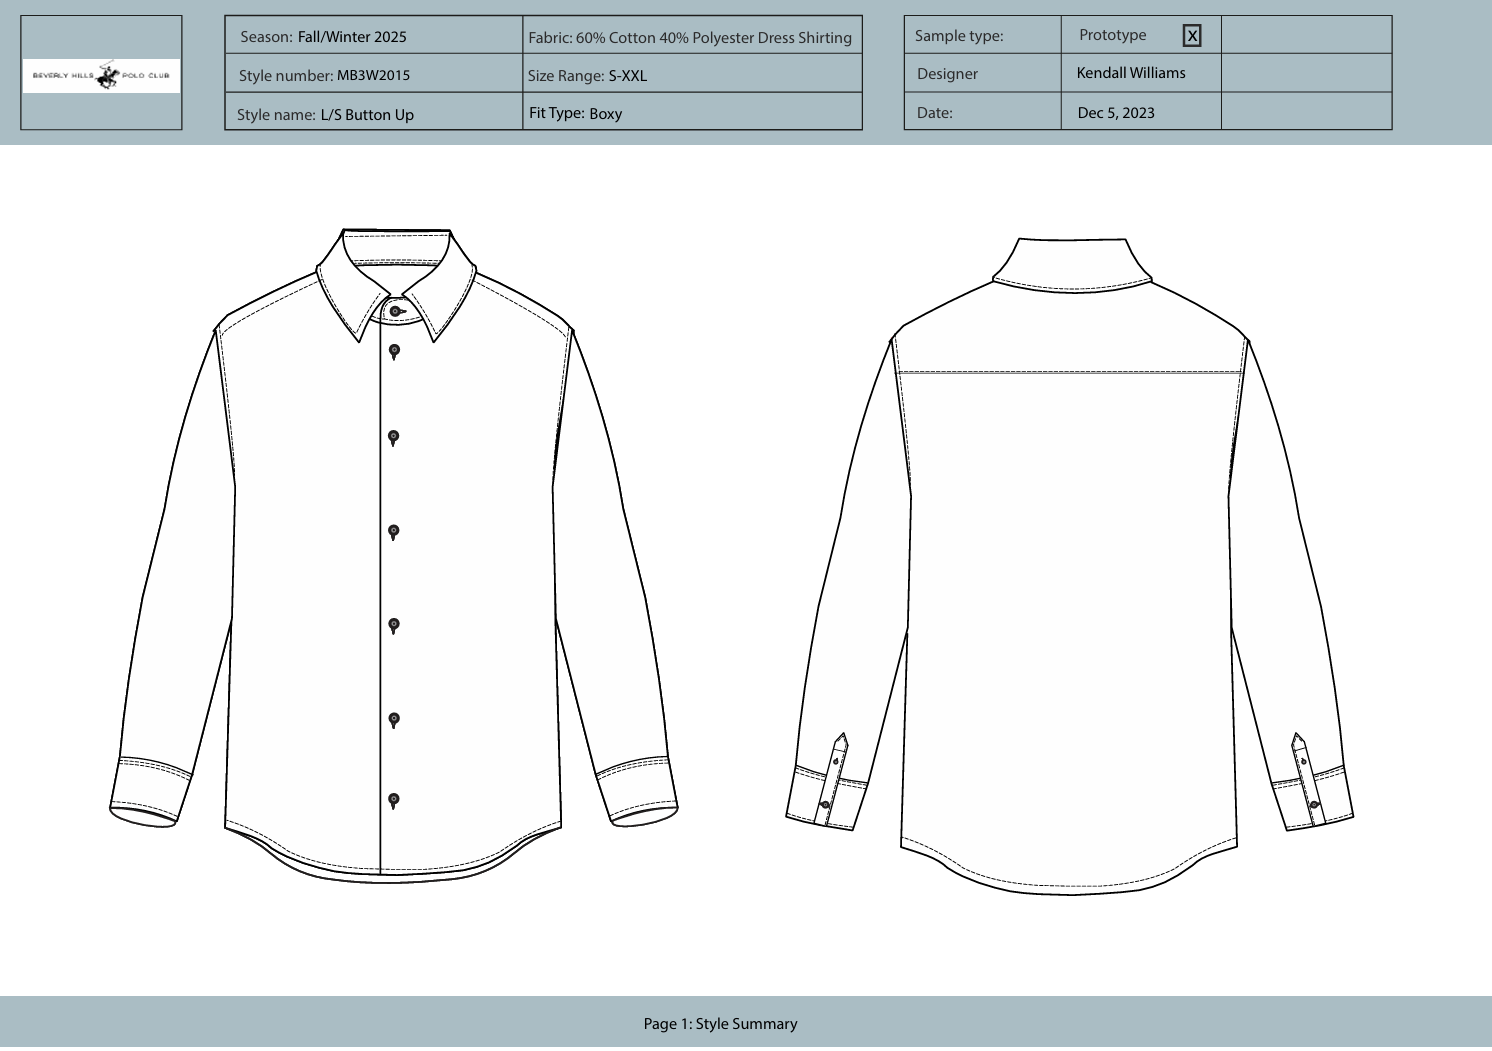 BEVERLY HILLS POLO CLUB
Season: Fall/Winter 2025
Fabric: 60% Cotton 40% Polyester Dress Shirting
Style number: MB3W2015
Size Range: S-XXL
Style name: L/S Button Up
Fit Type: Boxy
Sample type: Prototype X
Designer Kendall Williams
Date: Dec 5, 2023
Page 1: Style Summary